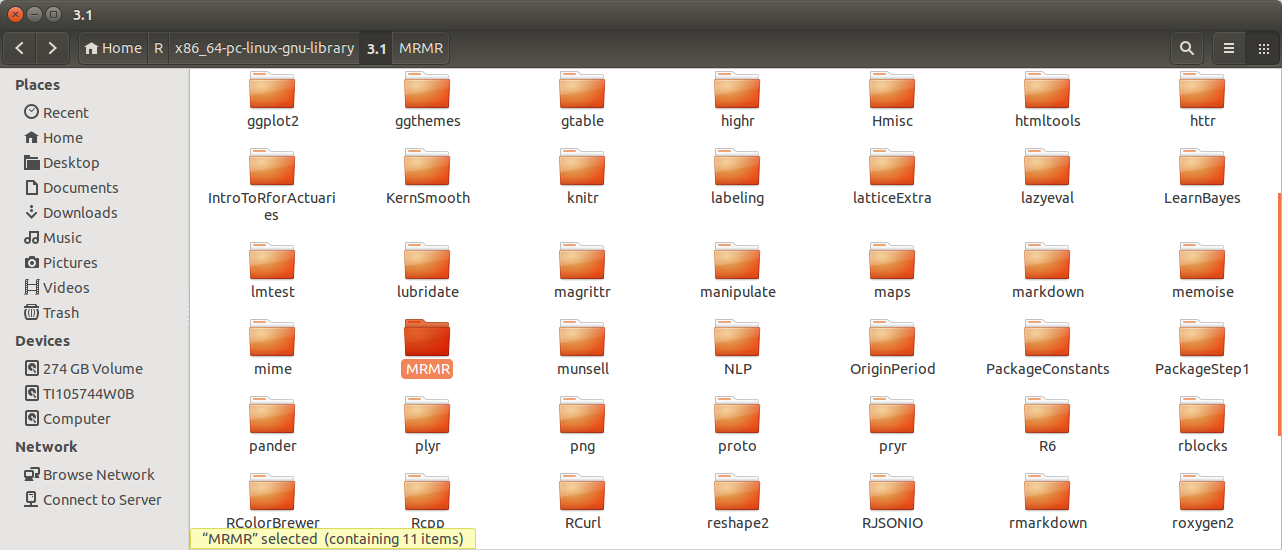 3.1
Home R x86_64-pc-linux-gnu-library 3.1 MRMR
Places
Recent
Home
Desktop
Documents
Downloads
Music
Pictures
Videos
Trash
Devices
274 GB Volume
TI105744W0B
Computer
Network
Browse Network
Connect to Server
ggplot2 ggthemes gtable highr Hmisc htmltools httr
IntroToRforActuari KernSmooth knitr labeling latticeExtra lazyeval LearnBayes
es
lmtest lubridate magrittr manipulate maps markdown memoise
mime MRMR munsell NLP OriginPeriod PackageConstants PackageStep1
pander plyr png proto pryr R6 rblocks
RColorBrewer Rcpp RCurl reshape2 RJSONIO rmarkdown roxygen2
“MRMR” selected (containing 11 items)